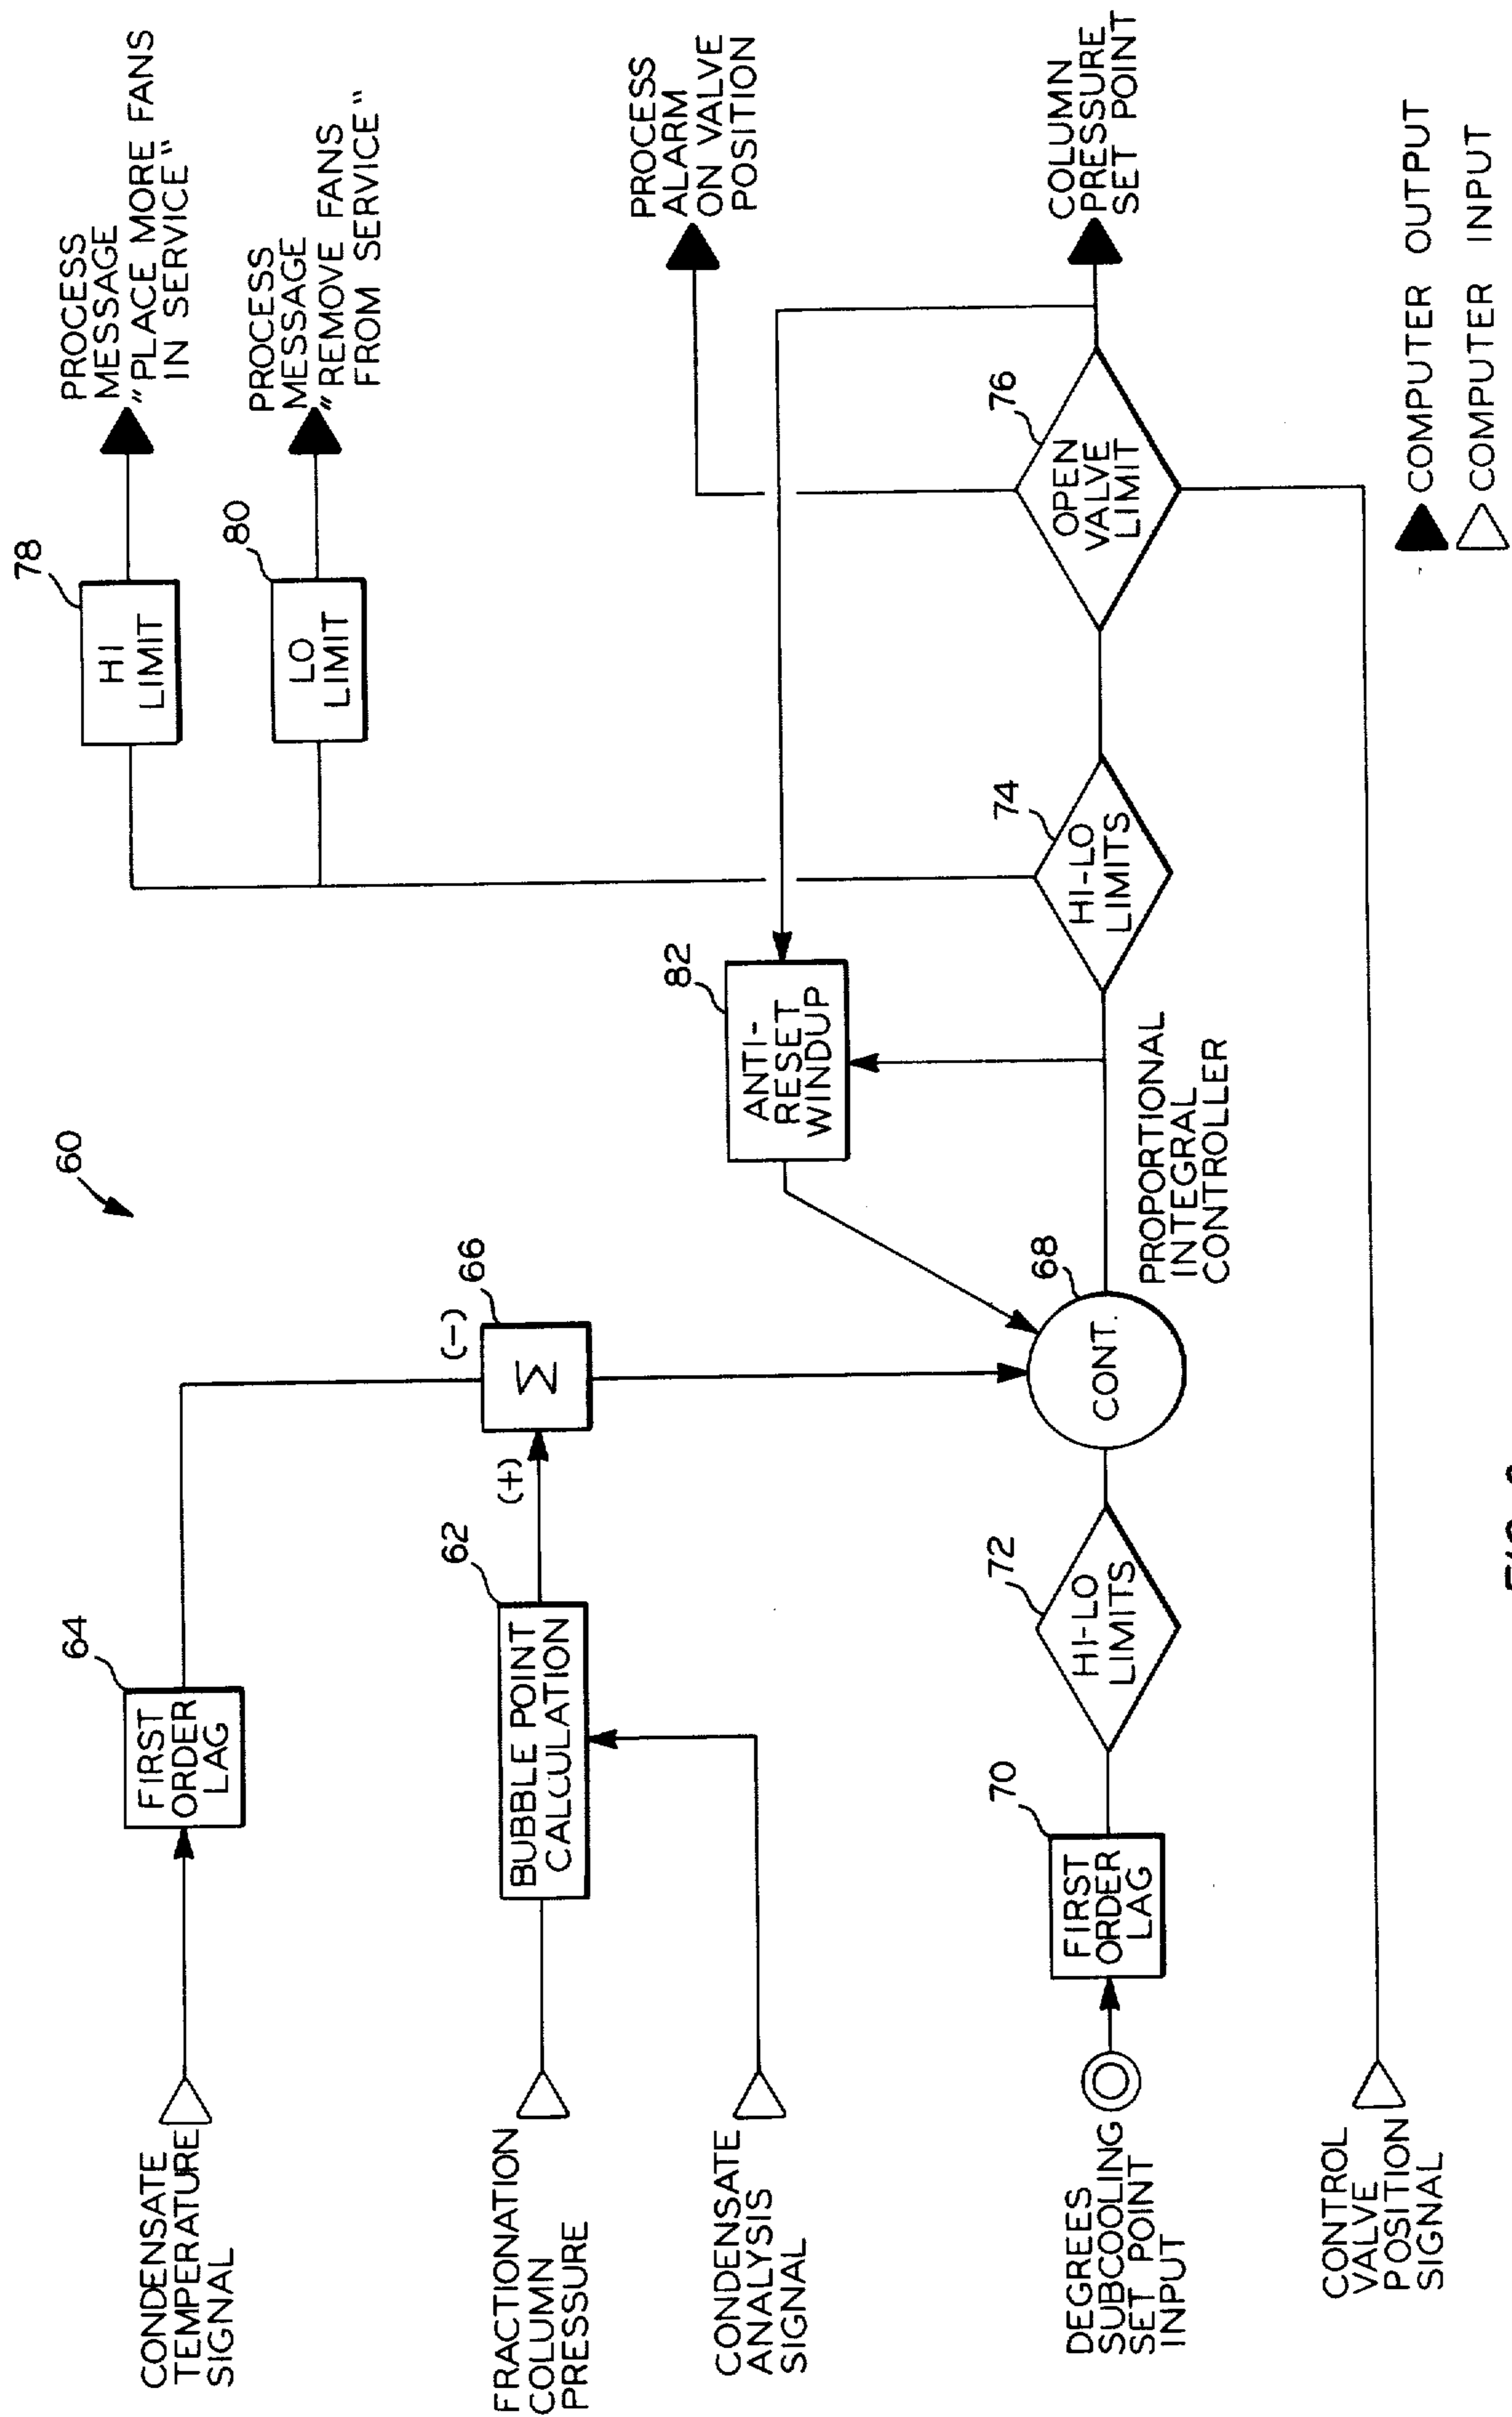 60
CONDENSATE
TEMPERATURE
SIGNAL
64
FIRST
ORDER
LAG
FRACTIONATION
COLUMN
PRESSURE
62
BUBBLE POINT
CALCULATION
(+)
(-)
66
Σ
CONDENSATE
ANALYSIS
SIGNAL
DEGREES
SUBCOOLING
SET POINT
INPUT
70
FIRST
ORDER
LAG
72
HI-LO
LIMITS
68
CONT.
PROPORTIONAL
INTEGRAL
CONTROLLER
82
ANTI-
RESET
WINDUP
74
HI-LO
LIMITS
76
OPEN
VALVE
LIMIT
78
HI
LIMIT
PROCESS
MESSAGE
"PLACE MORE FANS
IN SERVICE"
80
LO
LIMIT
PROCESS
MESSAGE
"REMOVE FANS
FROM SERVICE"
PROCESS
ALARM
ON VALVE
POSITION
COLUMN
PRESSURE
SET POINT
CONTROL
VALVE
POSITION
SIGNAL
COMPUTER OUTPUT
COMPUTER INPUT